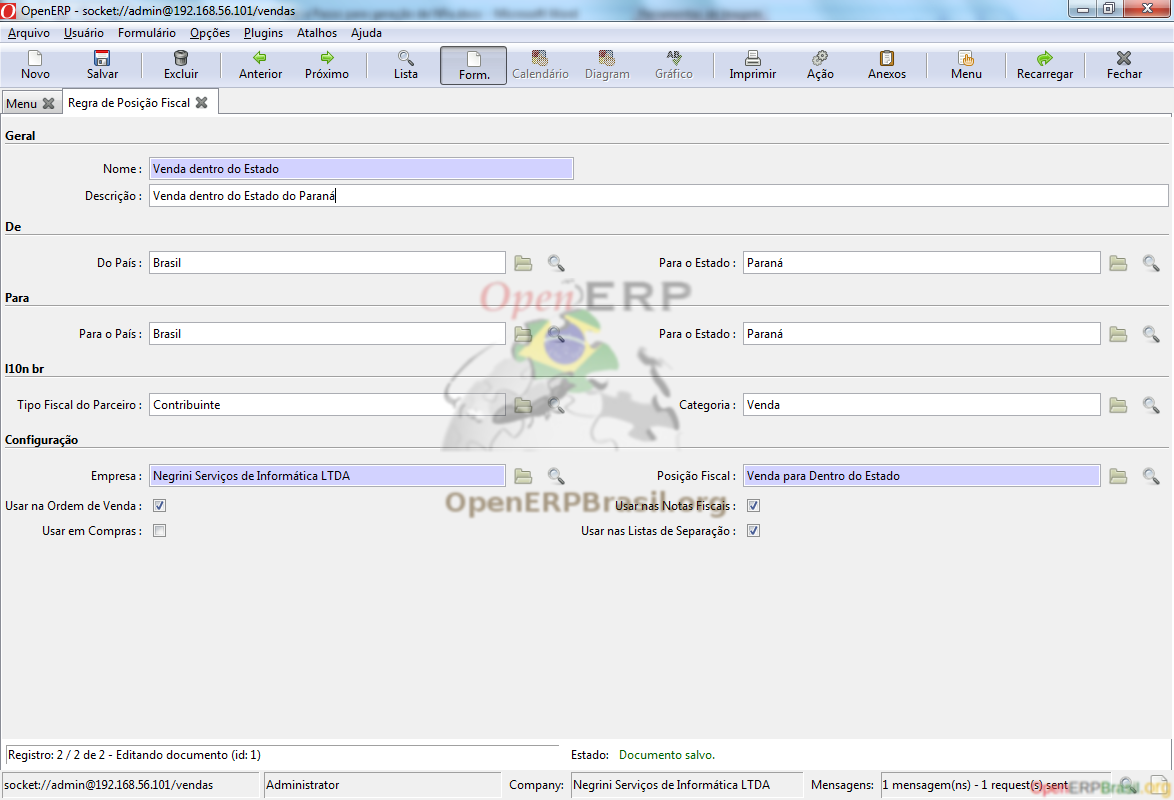 OpenERP - socket://admin@192.168.56.101/vendas
Arquivo Usuário Formulário Opções Plugins Atalhos Ajuda
Novo Salvar Excluir Anterior Próximo Lista Form. Calendário Diagram Gráfico Imprimir Ação Anexos Menu Recarregar Fechar
Menu Regra de Posição Fiscal
Geral
Nome : Venda dentro do Estado
Descrição : Venda dentro do Estado do Paraná
De
Do País : Brasil Para o Estado : Paraná
OpenERP
Para
Para o País : Brasil Para o Estado : Paraná
l10n br
Tipo Fiscal do Parceiro : Contribuinte Categoria : Venda
Configuração
Empresa : Negrini Serviços de Informática LTDA Posição Fiscal : Venda para Dentro do Estado
OpenERPBrasil.org
Usar na Ordem de Venda : Usar nas Notas Fiscais :
Usar em Compras : Usar nas Listas de Separação :
Registro: 2 / 2 de 2 - Editando documento (id: 1) Estado: Documento salvo.
socket://admin@192.168.56.101/vendas Administrator Company: Negrini Serviços de Informática LTDA Mensagens: 1 mensagem(ns) - 1 request(s) sent
OpenERPBrasil.org